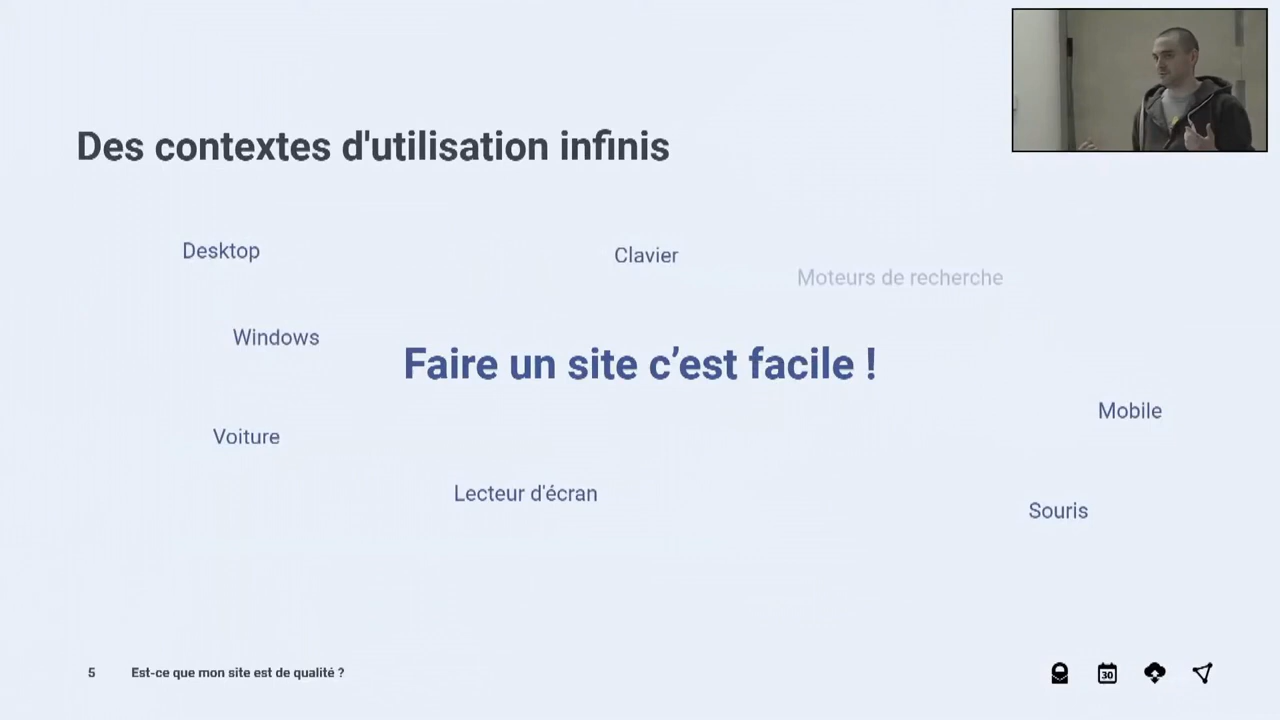 Des contextes d'utilisation infinis
Desktop
Clavier
Moteurs de recherche
Windows
Faire un site c’est facile !
Mobile
Voiture
Lecteur d'écran
Souris
5
Est-ce que mon site est de qualité ?
30